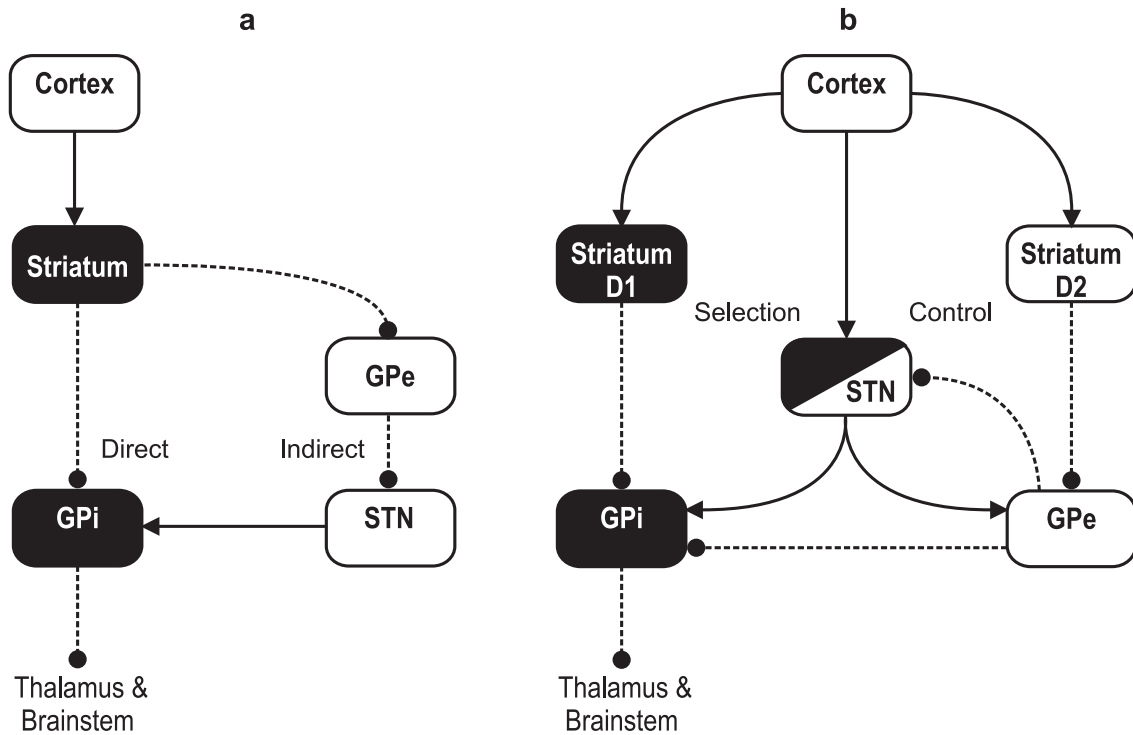 a
Cortex
Striatum
GPe
Direct
Indirect
GPi
STN
Thalamus &
Brainstem
b
Cortex
Striatum
D1
Striatum
D2
Selection
Control
STN
GPi
GPe
Thalamus &
Brainstem